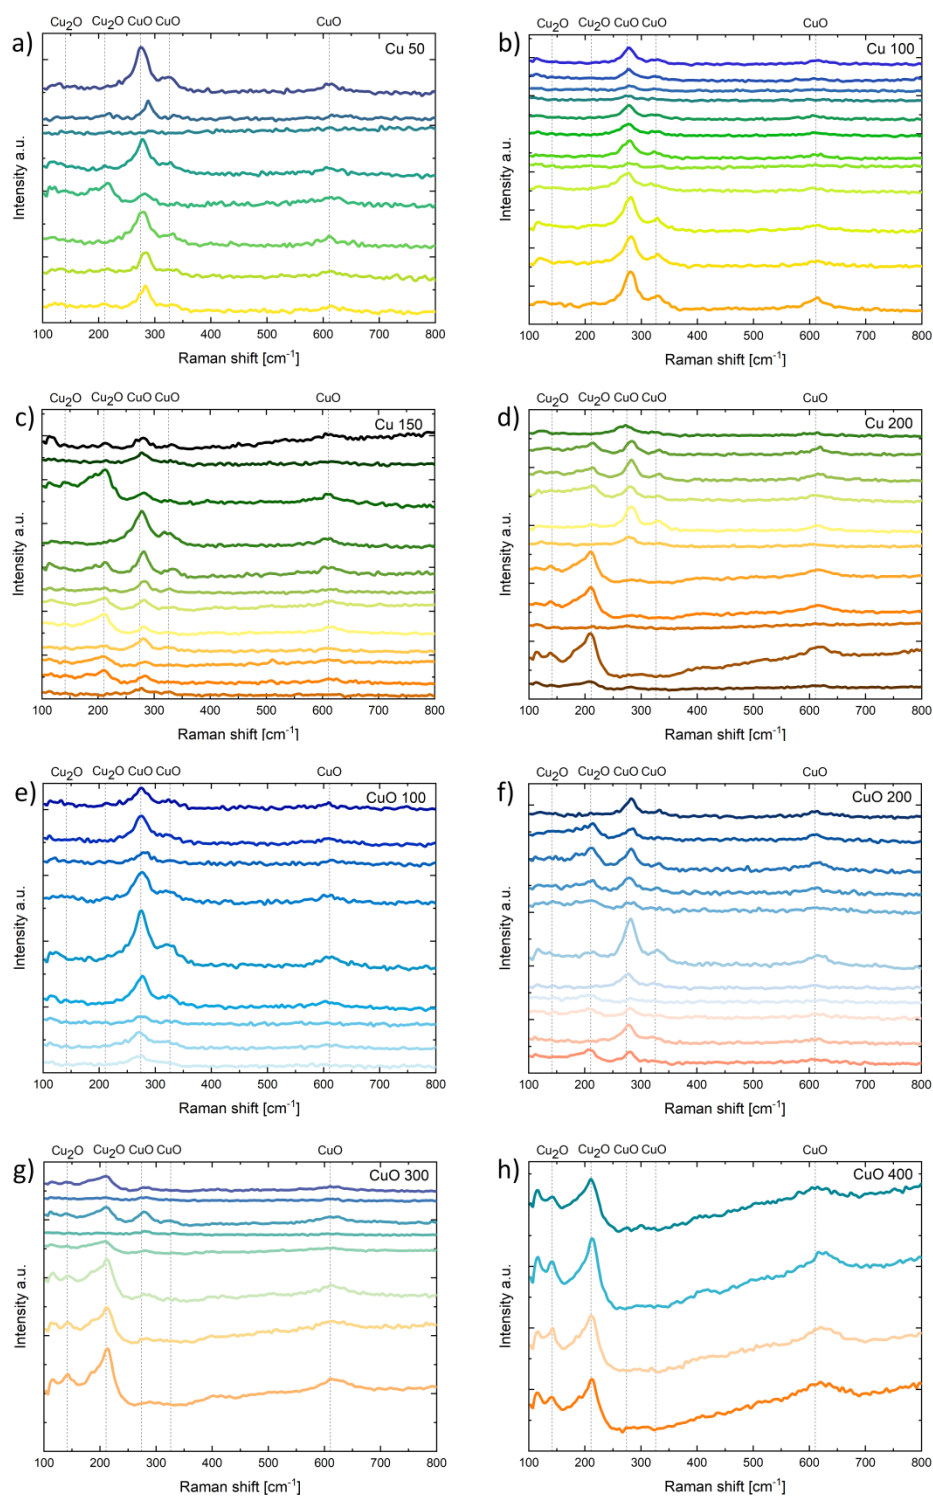 Cu2O Cu2O CuO CuO CuO
a) Cu 50
Intensity a.u.
100 200 300 400 500 600 700 800
Raman shift [cm-1]
Cu2O Cu2O CuO CuO CuO
b) Cu 100
Intensity a.u.
100 200 300 400 500 600 700 800
Raman shift [cm-1]
Cu2O Cu2O CuO CuO CuO
c) Cu 150
Intensity a.u.
100 200 300 400 500 600 700 800
Raman shift [cm-1]
Cu2O Cu2O CuO CuO CuO
d) Cu 200
Intensity a.u.
100 200 300 400 500 600 700 800
Raman shift [cm-1]
Cu2O Cu2O CuO CuO CuO
e) CuO 100
Intensity a.u.
100 200 300 400 500 600 700 800
Raman shift [cm-1]
Cu2O Cu2O CuO CuO CuO
f) CuO 200
Intensity a.u.
100 200 300 400 500 600 700 800
Raman shift [cm-1]
Cu2O Cu2O CuO CuO CuO
g) CuO 300
Intensity a.u.
100 200 300 400 500 600 700 800
Raman shift [cm-1]
Cu2O Cu2O CuO CuO CuO
h) CuO 400
Intensity a.u.
100 200 300 400 500 600 700 800
Raman shift [cm-1]